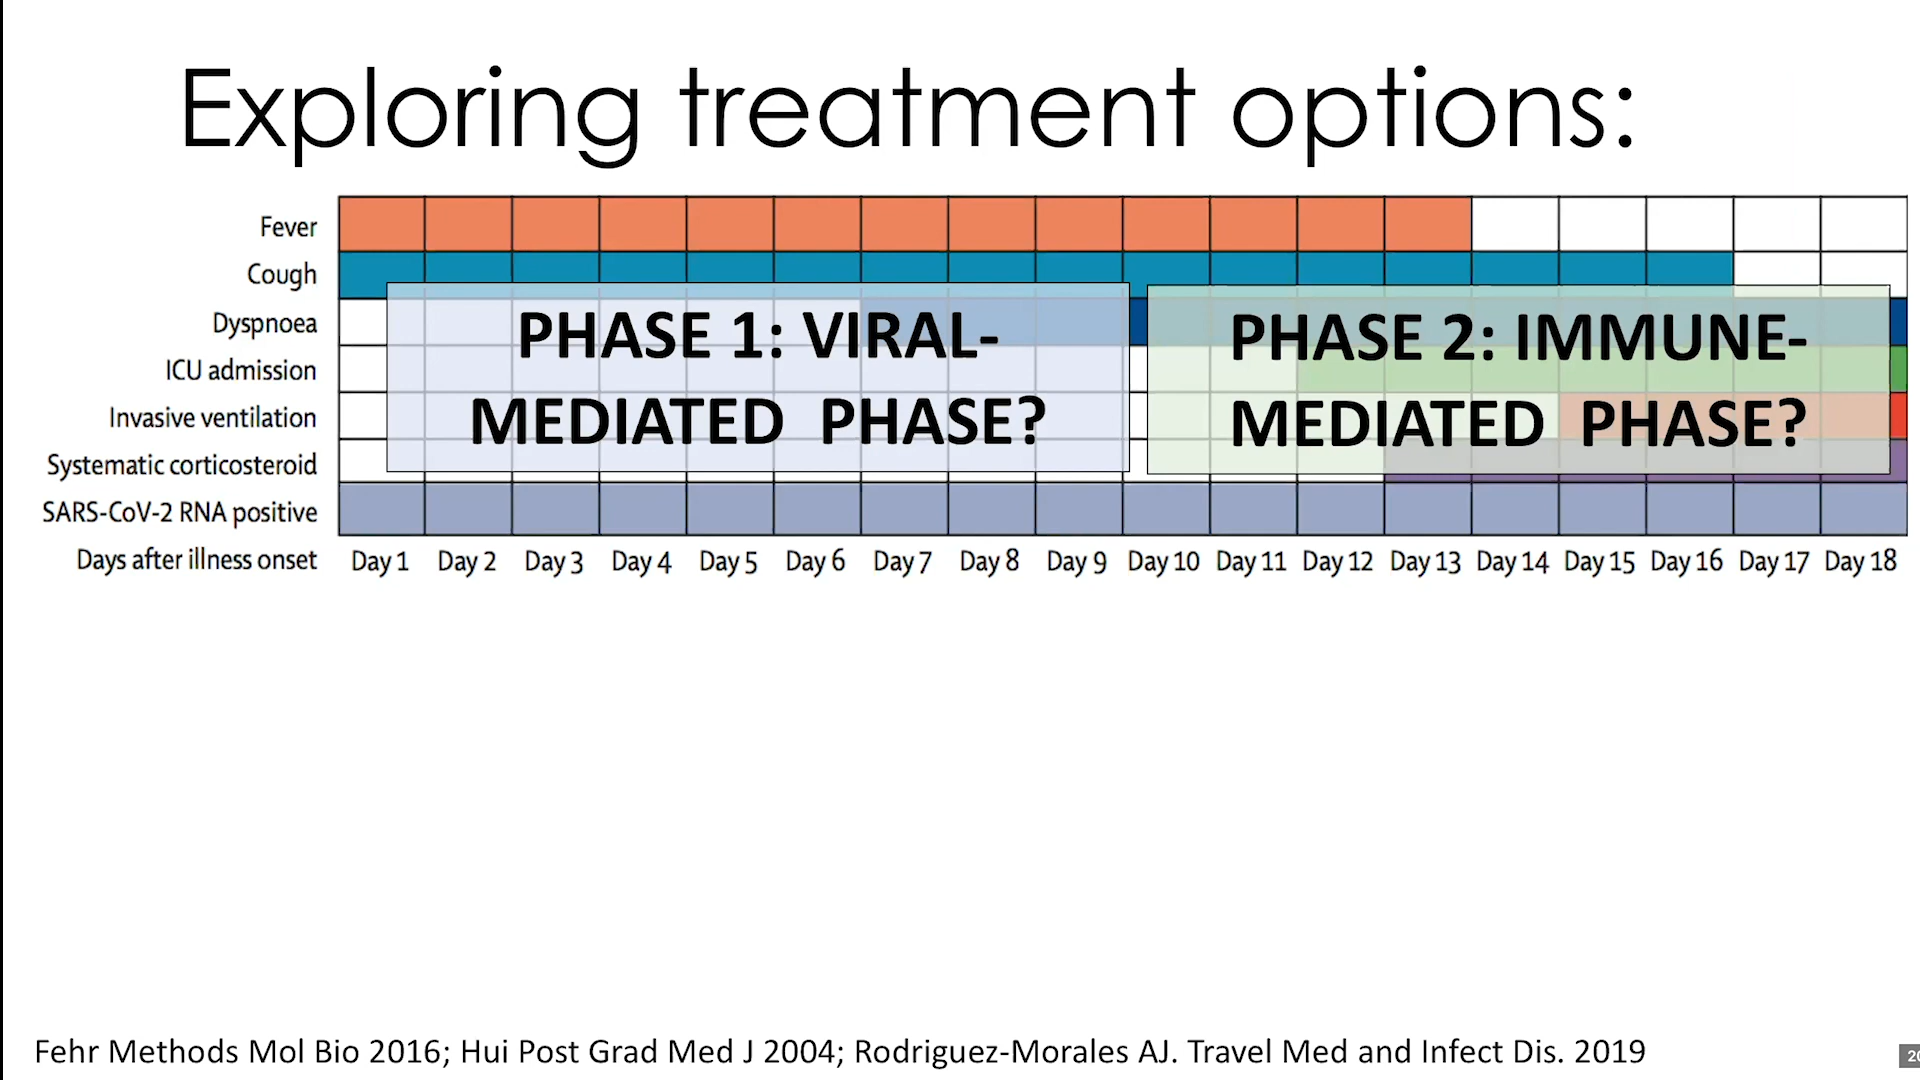 Exploring treatment options:
Fever
Cough
Dyspnoea
ICU admission
Invasive ventilation
Systematic corticosteroid
SARS-CoV-2 RNA positive
PHASE 1: VIRAL-
MEDIATED PHASE?
PHASE 2: IMMUNE-
MEDIATED PHASE?
Days after illness onset Day 1 Day 2 Day 3 Day 4 Day 5 Day 6 Day 7 Day 8 Day 9 Day 10 Day 11 Day 12 Day 13 Day 14 Day 15 Day 16 Day 17 Day 18
Fehr Methods Mol Bio 2016; Hui Post Grad Med J 2004; Rodriguez-Morales AJ. Travel Med and Infect Dis. 2019